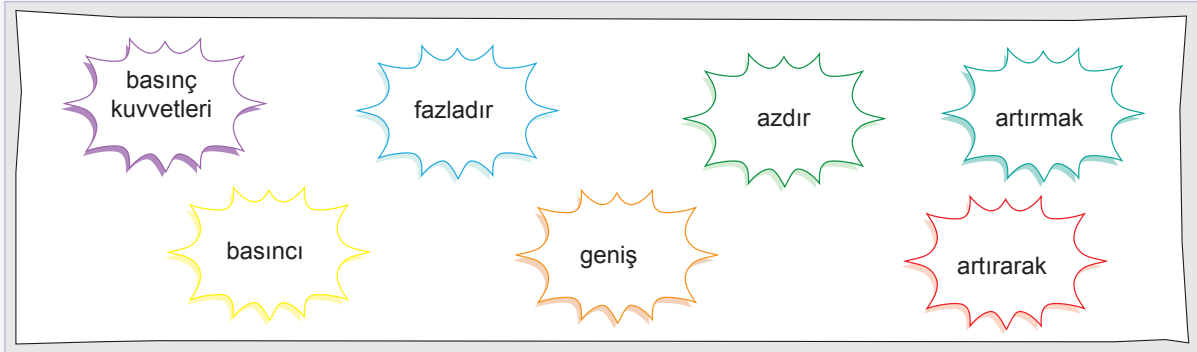 basınç
kuvvetleri
fazladır
azdır
artırmak
basıncı
geniş
artırarak